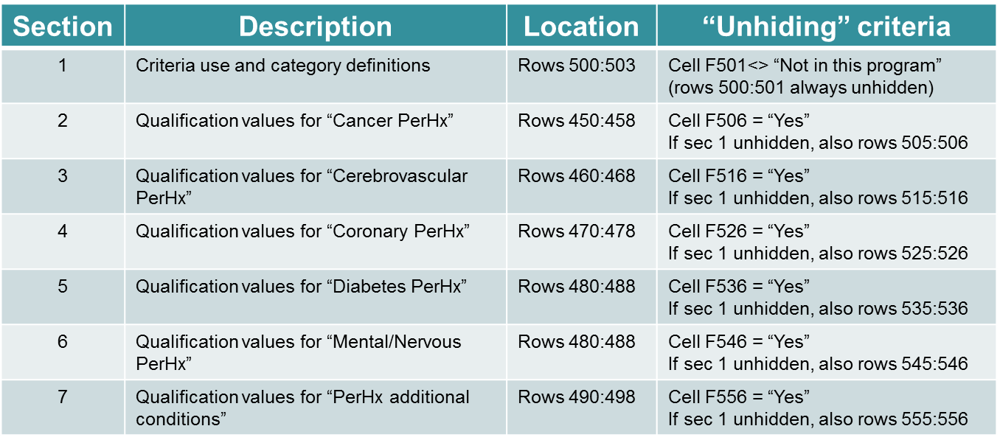 Section Description Location “Unhiding” criteria
1 Criteria use and category definitions Rows 500:503 Cell F501<> “Not in this program”
(rows 500:501 always unhidden)
2 Qualification values for “Cancer PerHx” Rows 450:458 Cell F506 = “Yes”
If sec 1 unhidden, also rows 505:506
3 Qualification values for “Cerebrovascular Rows 460:468 Cell F516 = “Yes”
PerHx” If sec 1 unhidden, also rows 515:516
4 Qualification values for “Coronary PerHx” Rows 470:478 Cell F526 = “Yes”
If sec 1 unhidden, also rows 525:526
5 Qualification values for “Diabetes PerHx” Rows 480:488 Cell F536 = “Yes”
If sec 1 unhidden, also rows 535:536
6 Qualification values for “Mental/Nervous Rows 480:488 Cell F546 = “Yes”
PerHx” If sec 1 unhidden, also rows 545:546
7 Qualification values for “PerHx additional Rows 490:498 Cell F556 = “Yes”
conditions” If sec 1 unhidden, also rows 555:556